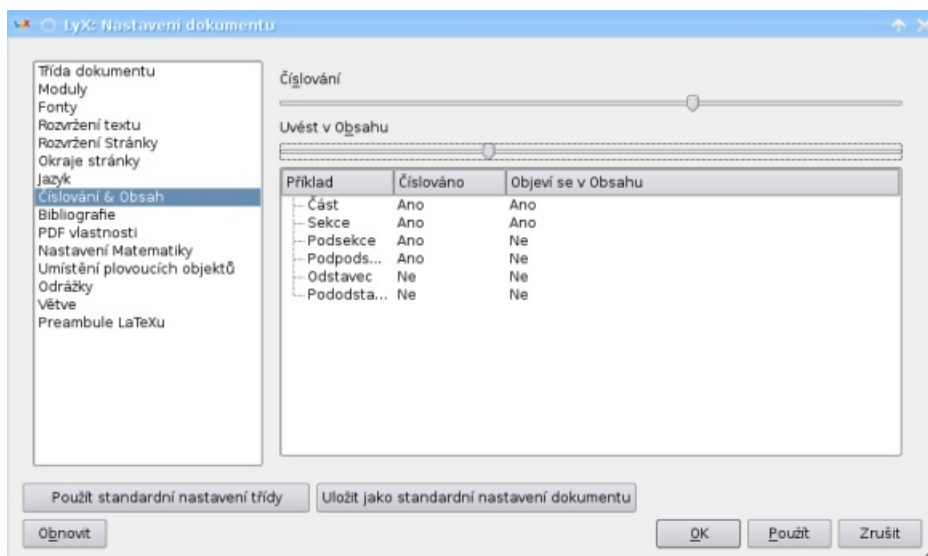 LyX: Nastavení dokumentu
Třída dokumentu
Moduly
Fonty
Rozvržení textu
Rozvržení Stránky
Okraje stránky
Jazyk
Číslování & Obsah
Bibliografie
PDF vlastnosti
Nastavení Matematiky
Umístění plovoucích objektů
Odrážky
Větve
Preambule LaTeXu
Číslování
Uvést v Obsahu
Příklad Číslováno Objeví se v Obsahu
Část Ano Ano
Sekce Ano Ano
Podsekce Ano Ne
Podpods... Ano Ne
Odstavec Ne Ne
Pododsta... Ne Ne
Použít standardní nastavení třídy Uložit jako standardní nastavení dokumentu
Obnovit OK Použít Zrušit